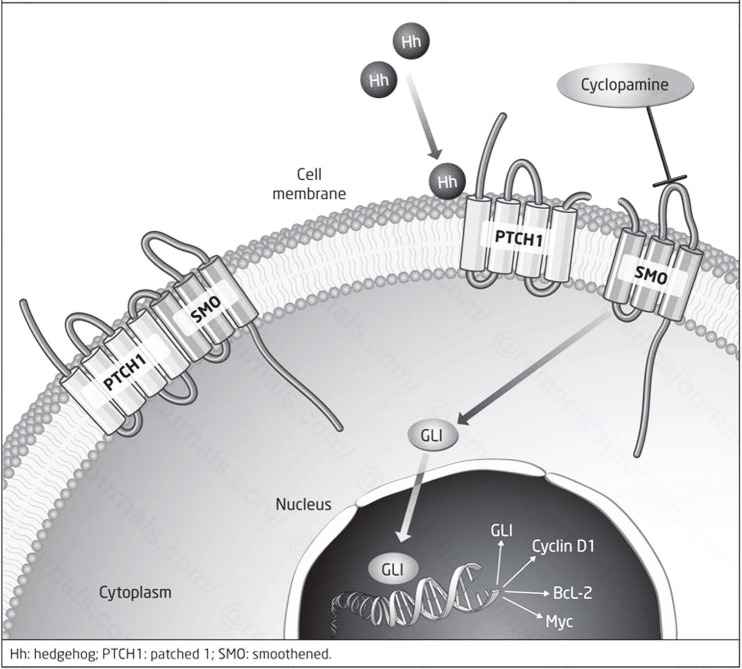 Hh
Hh
Cyclopamine
Hh
Cell
membrane
PTCH1
SMO
SMO
PTCH1
GLI
Nucleus
GLI
Cyclin D1
GLI
BcL-2
Cytoplasm
Myc
Hh: hedgehog; PTCH1: patched 1; SMO: smoothened.